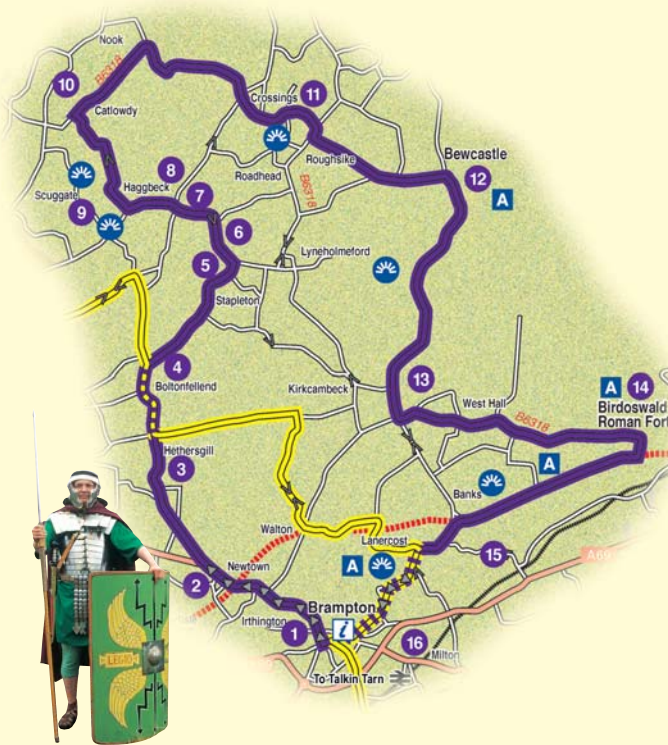 Nook
B6318
10
Catlowdy
Crossings
11
Bewcastle
12
A
Roughsike
Roadhead
B6318
Haggbeck
8
7
Scuggate
9
6
5
Lyneholmeford
Stapleton
4
Boltonfellend
Kirkcambeck
13
West Hall
B6318
A
14
Birdoswald
Roman Fort
Hethersgill
3
A
Banks
Walton
Lanercost
A
15
A69
Newtown
2
Irthington
1
Brampton
i
16
Milton
To Talkin Tarn
LEG